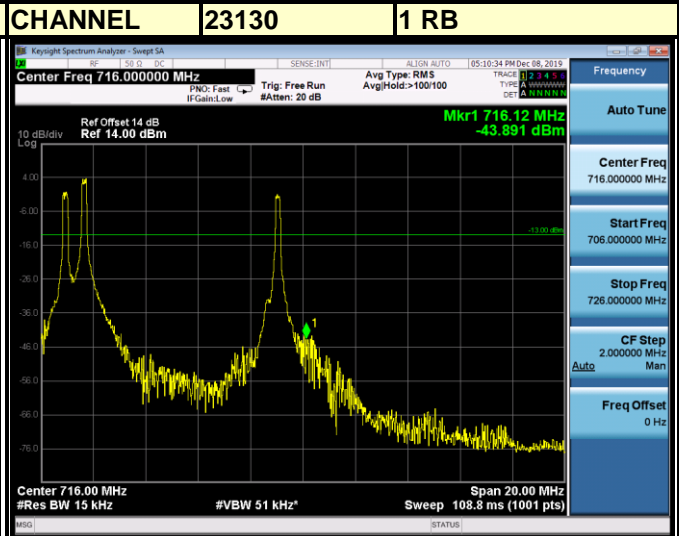 CHANNEL 23130 1 RB
Keysight Spectrum Analyzer - Swept SA
RF 50 Ω DC SENSE:INT ALIGN AUTO 05:10:34 PM Dec 08, 2019
Center Freq 716.000000 MHz
PNO: Fast
IFGain:Low
Trig: Free Run
#Atten: 20 dB
Avg Type: RMS
Avg|Hold:>100/100
TRACE 1 2 3 4 5 6
TYPE A WWWWW
DET A N N N N N
Frequency
Auto Tune
Ref Offset 14 dB
10 dB/div Ref 14.00 dBm
Log
Mkr1 716.12 MHz
-43.891 dBm
4.00
-6.00
-13.00 dBm
-16.0
-26.0
-36.0
1
-46.0
-56.0
-66.0
-76.0
Center 716.00 MHz Span 20.00 MHz
#Res BW 15 kHz #VBW 51 kHz* Sweep 108.8 ms (1001 pts)
Center Freq
716.000000 MHz
Start Freq
706.000000 MHz
Stop Freq
726.000000 MHz
CF Step
2.000000 MHz
Auto Man
Freq Offset
0 Hz
MSG STATUS